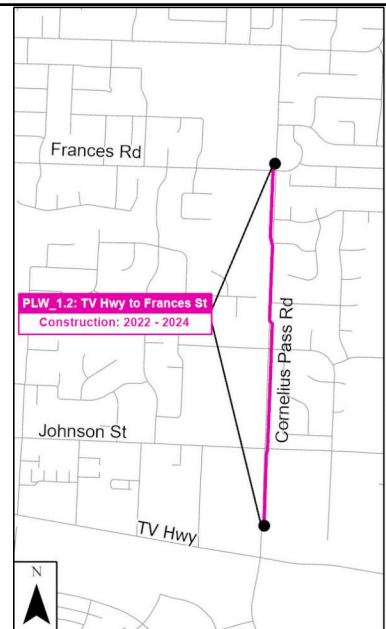 Frances Rd
PLW_1.2: TV Hwy to Frances St
Construction: 2022 - 2024
Cornelius Pass Rd
Johnson St
TV Hwy
N